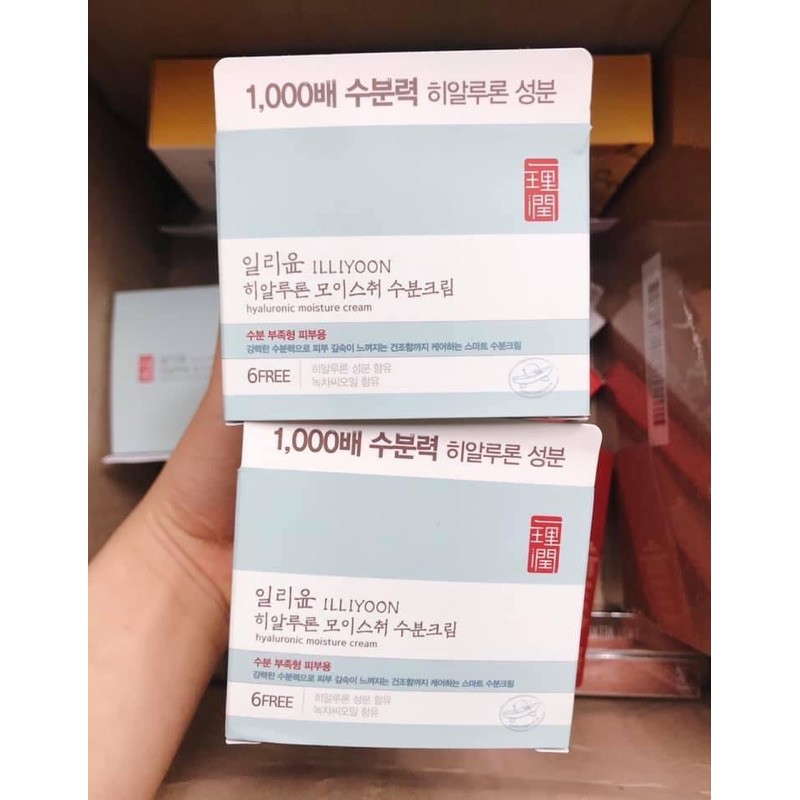 1,000배 수분력 히알루론 성분
一理潤
일리윤 ILLIYOON
히알루론 모이스춰 수분크림
hyaluronic moisture cream
수분 부족형 피부용
강력한 수분력으로 피부 깊숙이 느껴지는 건조함까지 케어하는 스마트 수분크림
6FREE
히알루론 성분 함유
녹차씨오일 함유
1,000배 수분력 히알루론 성분
一理潤
일리윤 ILLIYOON
히알루론 모이스춰 수분크림
hyaluronic moisture cream
수분 부족형 피부용
강력한 수분력으로 피부 깊숙이 느껴지는 건조함까지 케어하는 스마트 수분크림
6FREE
히알루론 성분 함유
녹차씨오일 함유